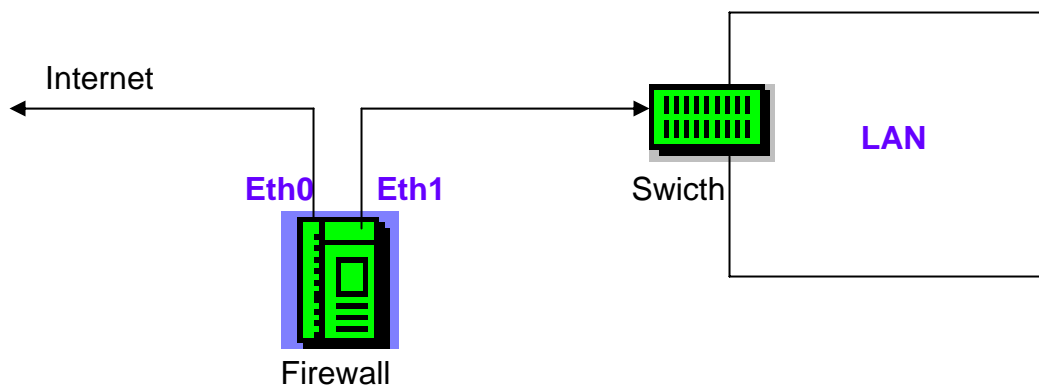 Internet
LAN
Eth0
Eth1
Swicth
Firewall